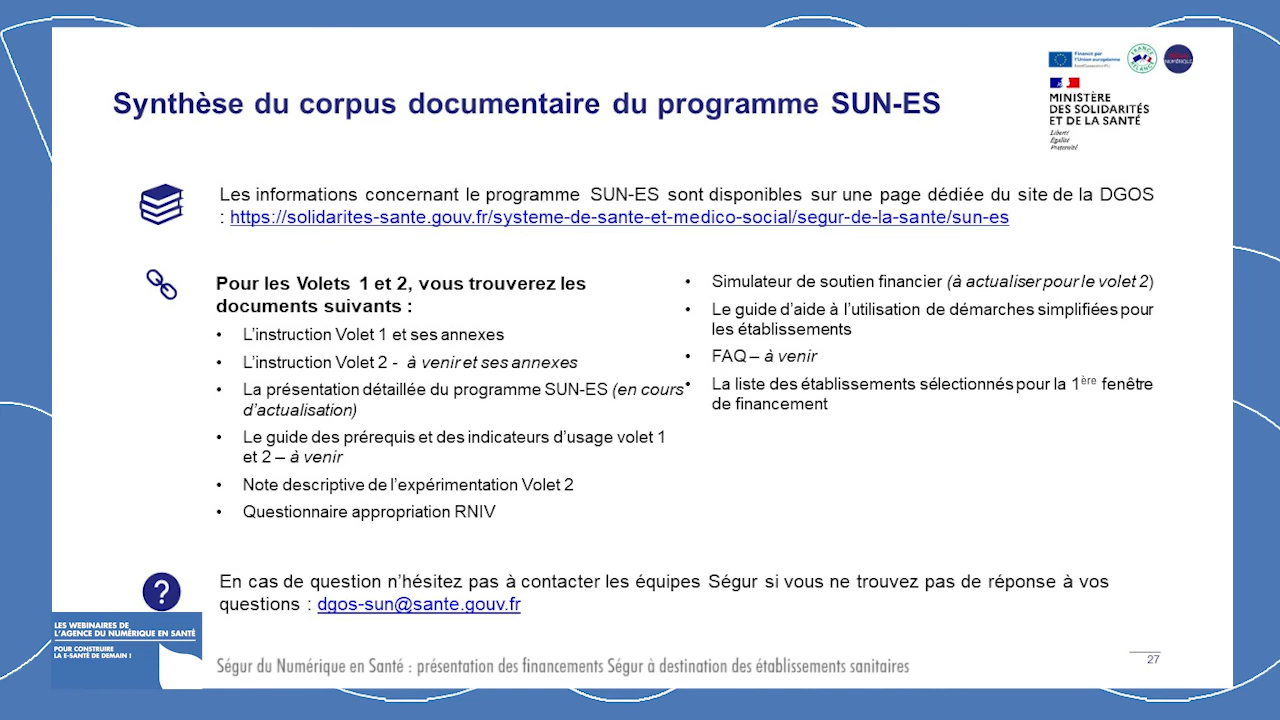 Financé par
l'Union européenne
FRANCE
RELANCE
NUMÉRIQUE
MINISTÈRE
DES SOLIDARITÉS
ET DE LA SANTÉ
Liberté
Égalité
Fraternité
Synthèse du corpus documentaire du programme SUN-ES
Les informations concernant le programme SUN-ES sont disponibles sur une page dédiée du site de la DGOS
: https://solidarites-sante.gouv.fr/systeme-de-sante-et-medico-social/segur-de-la-sante/sun-es
Pour les Volets 1 et 2, vous trouverez les
documents suivants :
• L’instruction Volet 1 et ses annexes
• L’instruction Volet 2 - à venir et ses annexes
• La présentation détaillée du programme SUN-ES (en cours
d’actualisation)
• Le guide des prérequis et des indicateurs d’usage volet 1
et 2 – à venir
• Note descriptive de l’expérimentation Volet 2
• Questionnaire appropriation RNIV
• Simulateur de soutien financier (à actualiser pour le volet 2)
• Le guide d’aide à l’utilisation de démarches simplifiées pour
les établissements
• FAQ – à venir
• La liste des établissements sélectionnés pour la 1ère fenêtre
de financement
?
En cas de question n’hésitez pas à contacter les équipes Ségur si vous ne trouvez pas de réponse à vos
questions : dgos-sun@sante.gouv.fr
LES WEBINAIRES DE
L’AGENCE DU NUMÉRIQUE EN SANTÉ
POUR CONSTRUIRE
LA E-SANTÉ DE DEMAIN !
Ségur du Numérique en Santé : présentation des financements Ségur à destination des établissements sanitaires
27